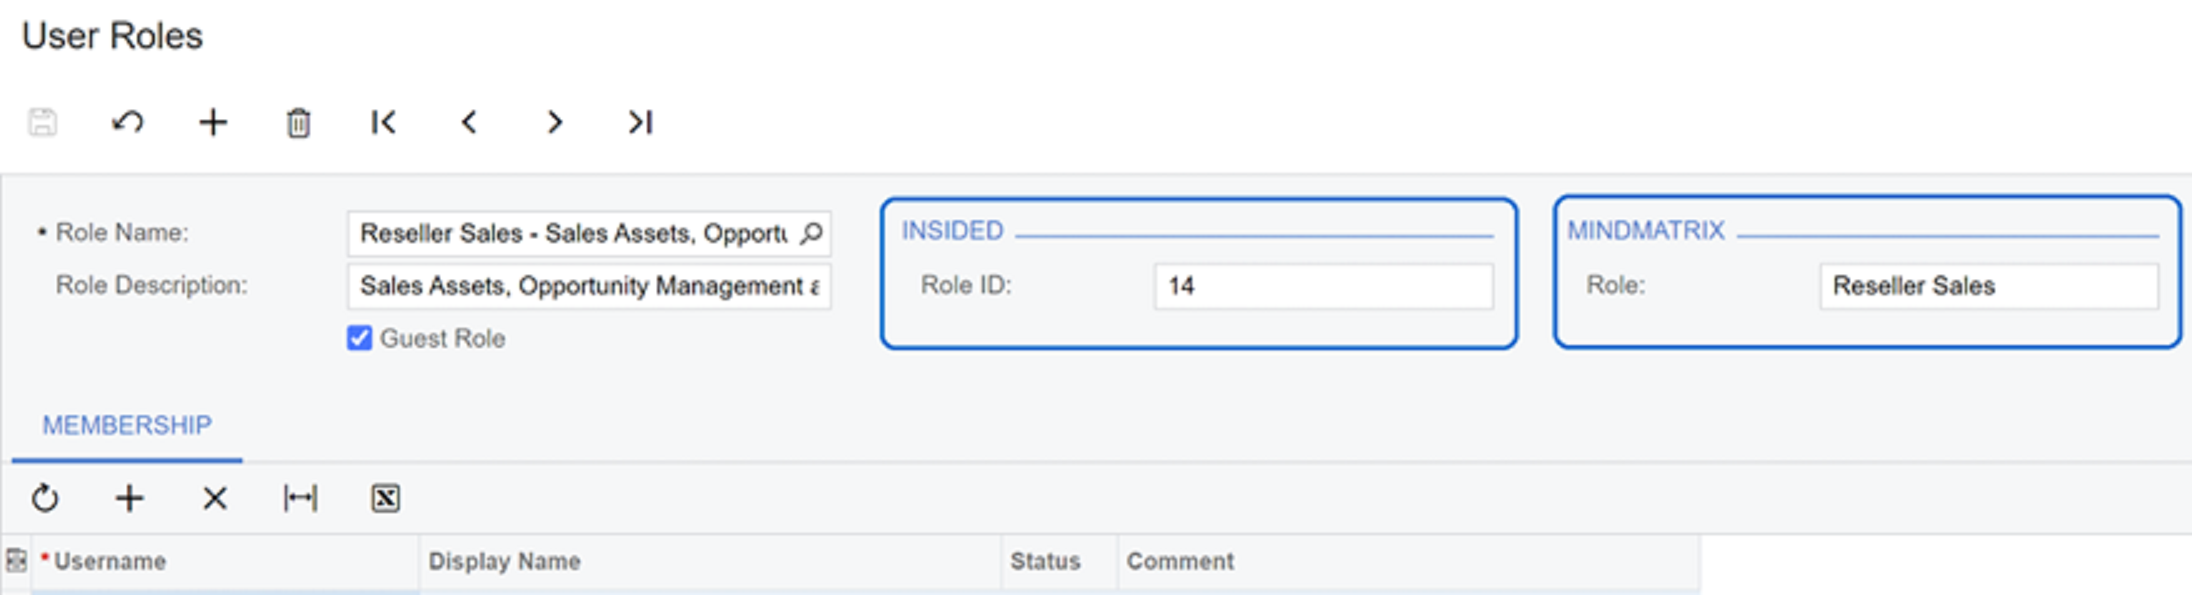 User Roles
• Role Name: Reseller Sales - Sales Assets, Opportu
INSIDED
MINDMATRIX
Role Description: Sales Assets, Opportunity Management a
Role ID: 14
Role: Reseller Sales
Guest Role
MEMBERSHIP
* Username Display Name Status Comment